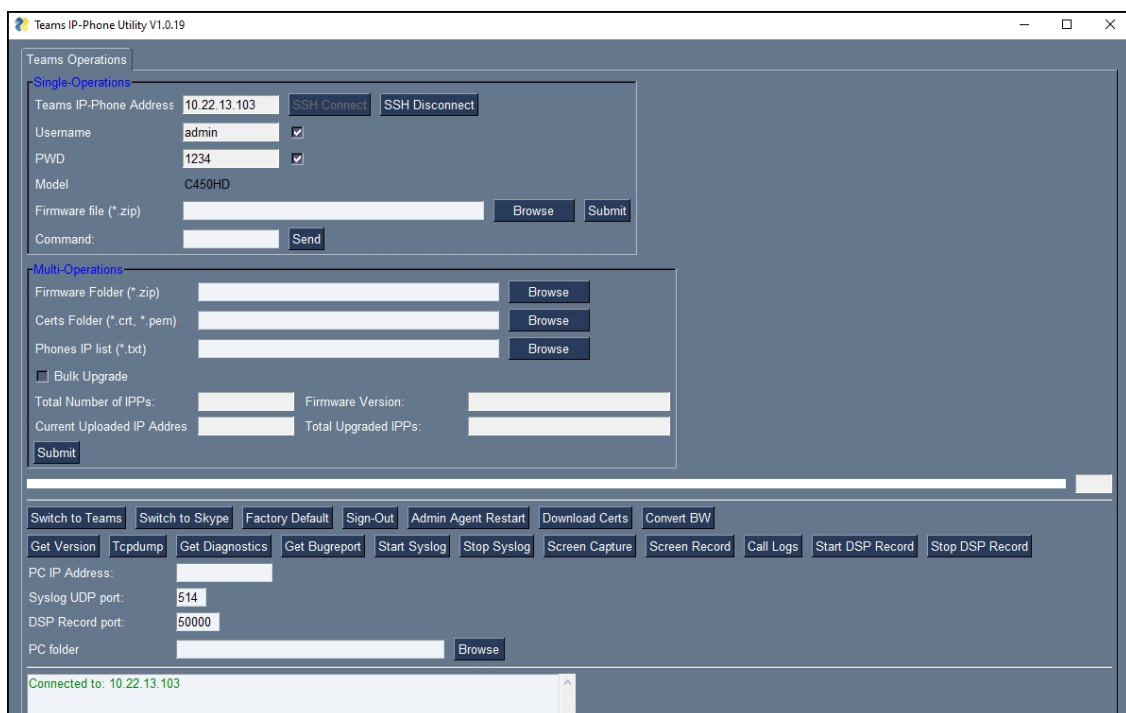 Teams IP-Phone Utility V1.0.19
Teams Operations
Single-Operations
Teams IP-Phone Address 10.22.13.103 SSH Connect SSH Disconnect
Username admin
PWD 1234
Model C450HD
Firmware file (*.zip) Browse Submit
Command: Send
Multi-Operations
Firmware Folder (*.zip) Browse
Certs Folder (*.crt, *.pem) Browse
Phones IP list (*.txt) Browse
Bulk Upgrade
Total Number of IPPs: Firmware Version:
Current Uploaded IP Addres Total Upgraded IPPs:
Submit
Switch to Teams Switch to Skype Factory Default Sign-Out Admin Agent Restart Download Certs Convert BW
Get Version Tcpdump Get Diagnostics Get Bugreport Start Syslog Stop Syslog Screen Capture Screen Record Call Logs Start DSP Record Stop DSP Record
PC IP Address:
Syslog UDP port: 514
DSP Record port: 50000
PC folder Browse
Connected to: 10.22.13.103